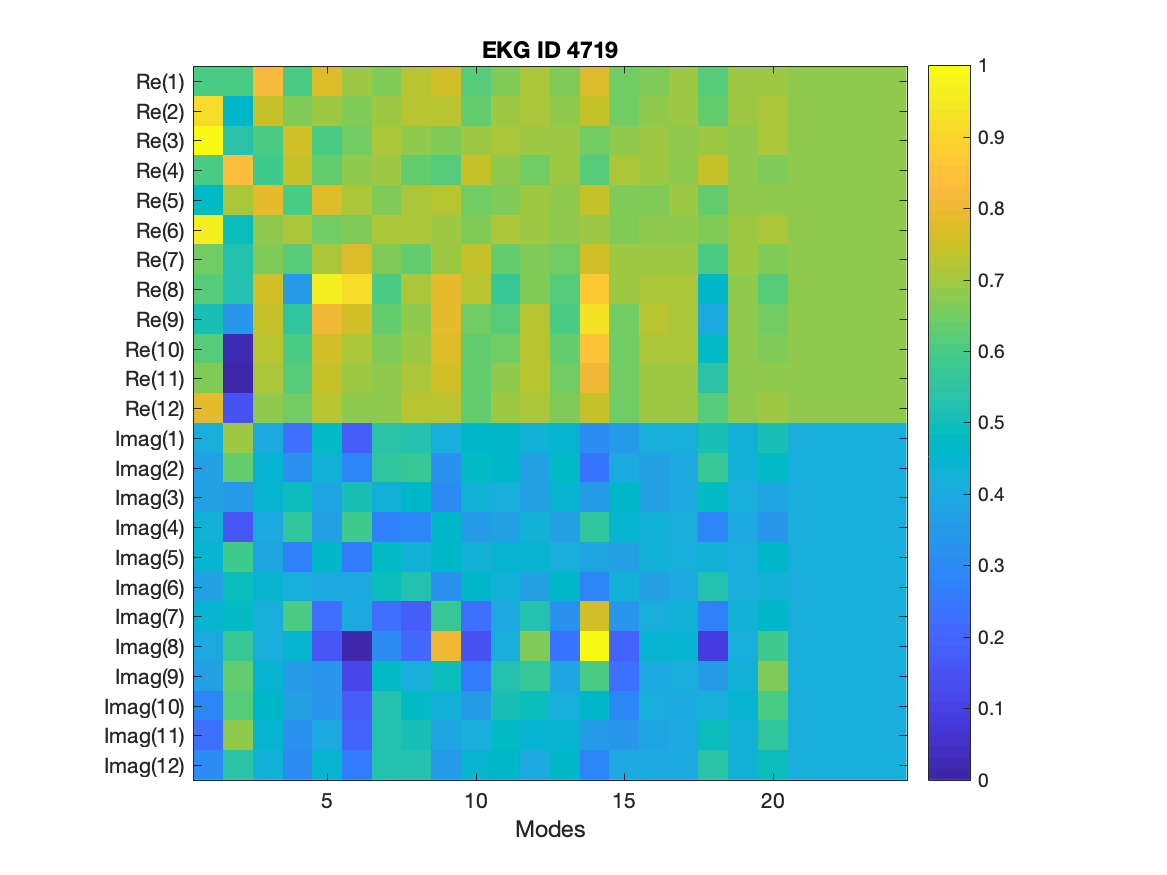 EKG ID 4719
Re(1)
Re(2)
Re(3)
Re(4)
Re(5)
Re(6)
Re(7)
Re(8)
Re(9)
Re(10)
Re(11)
Re(12)
Imag(1)
Imag(2)
Imag(3)
Imag(4)
Imag(5)
Imag(6)
Imag(7)
Imag(8)
Imag(9)
Imag(10)
Imag(11)
Imag(12)
5 10 15 20
Modes
1
0.9
0.8
0.7
0.6
0.5
0.4
0.3
0.2
0.1
0